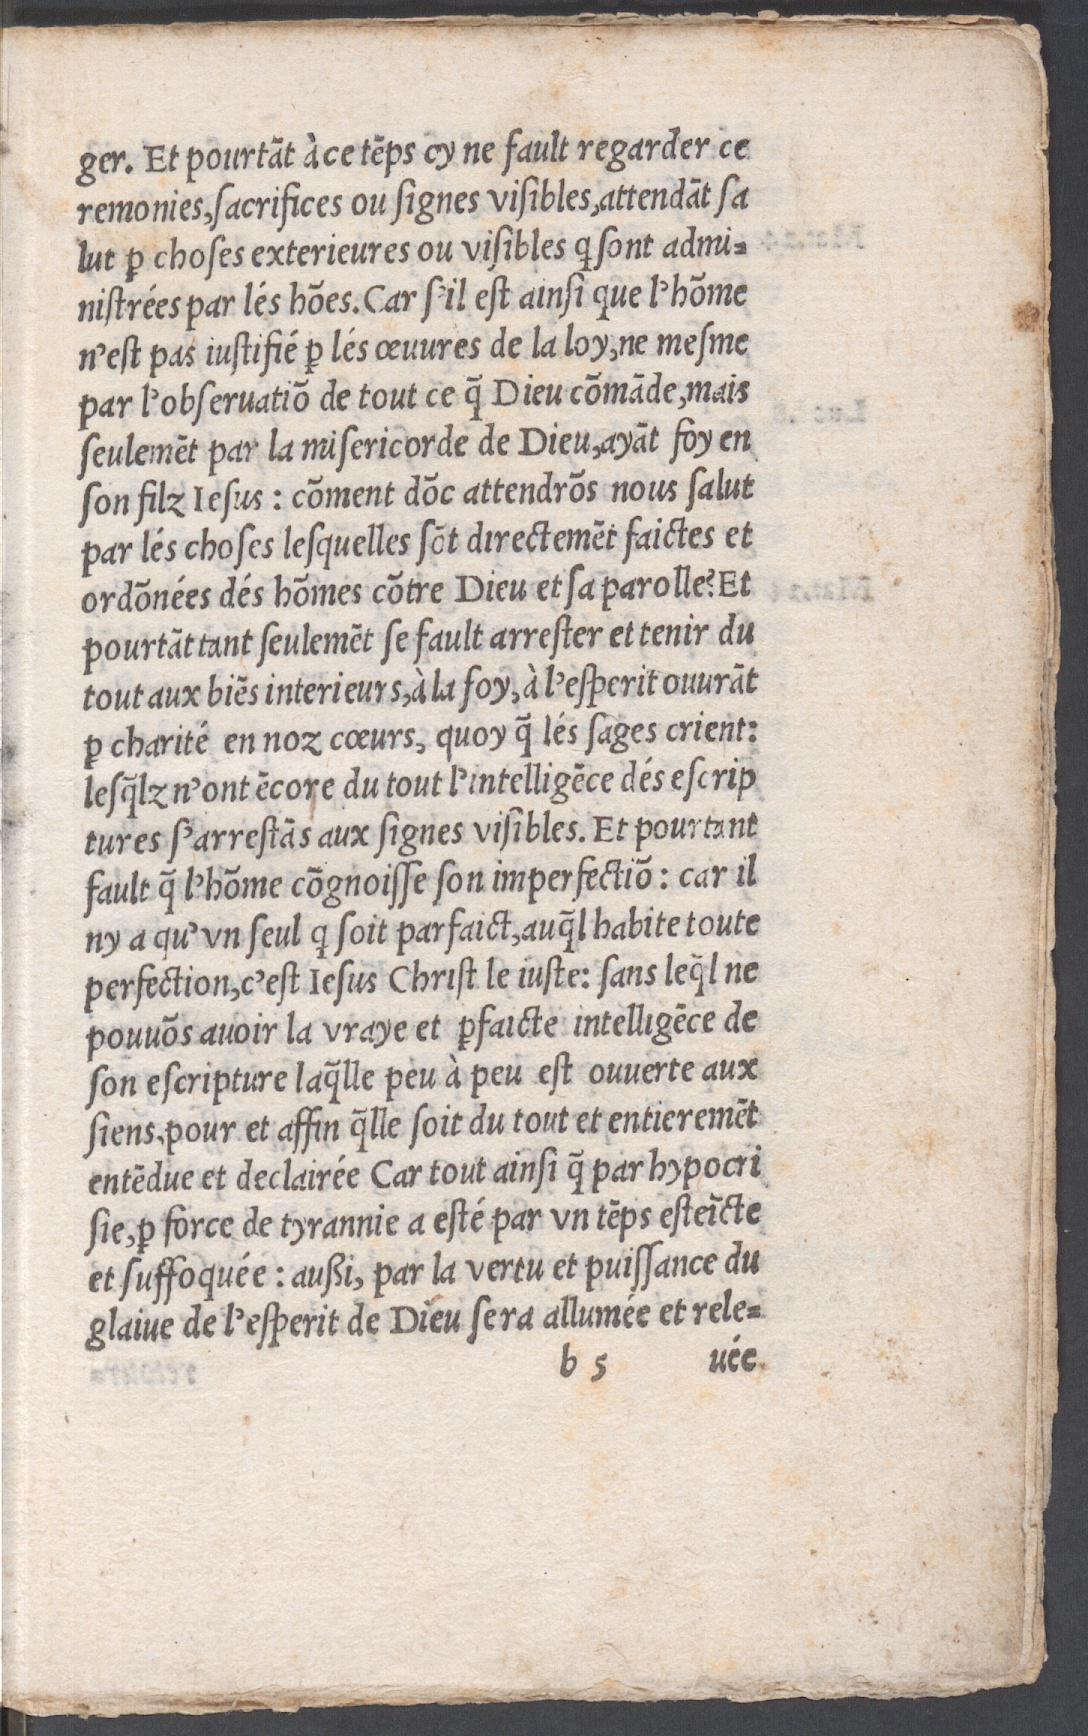 ger. Et pourtāt à ce tēps cy ne fault regarder ce
remonies,ſacrifices ou ſignes viſibles,attendāt ſa
lut ꝑ choſes exterieures ou viſibles ꝗ ſont admi=
niſtrées par lés hōes. Car ſ'il eſt ainſi que l'hōme
n'eſt pas iuſtifié ꝑ lés œuures de la loy,ne meſme
par l'obſeruatiō de tout ce q̄ Dieu cōmāde,mais
ſeulemēt par la miſericorde de Dieu,ayāt foy en
ſon filz Ieſus : cōment dōc attendrōs nous ſalut
par lés choſes leſquelles ſōt directemēt faictes et
ordōnées dés hōmes cōtre Dieu et ſa parolle? Et
pourtāt tant ſeulemēt ſe fault arreſter et tenir du
tout aux biēs interieurs,à la foy,à l'eſperit ouurāt
ꝑ charité en noz cœurs, quoy q̄ lés ſages crient:
leſq̄lz n'ont ēcore du tout l'intelligēce dés eſcrip
tures ſ'arreſtās aux ſignes viſibles. Et pourtant
fault q̄ l'hōme cōgnoiſſe ſon imperfectiō : car il
ny a qu'vn ſeul ꝗ ſoit parfaict,auq̄l habite toute
perfection,c'eſt Ieſus Chriſt le iuſte: ſans leq̄l ne
pouuōs auoir la vraye et ꝑfaicte intelligēce de
ſon eſcripture laq̄lle peu à peu eſt ouuerte aux
ſiens,pour et affin q̄lle ſoit du tout et entieremēt
entēdue et declairée Car tout ainſi q̄ par hypocri
ſie,ꝑ force de tyrannie a eſté par vn tēps eſteīcte
et ſuffoquée : außi, par la vertu et puiſſance du
glaiue de l'eſperit de Dieu ſera allumée et rele=
b 5 uée